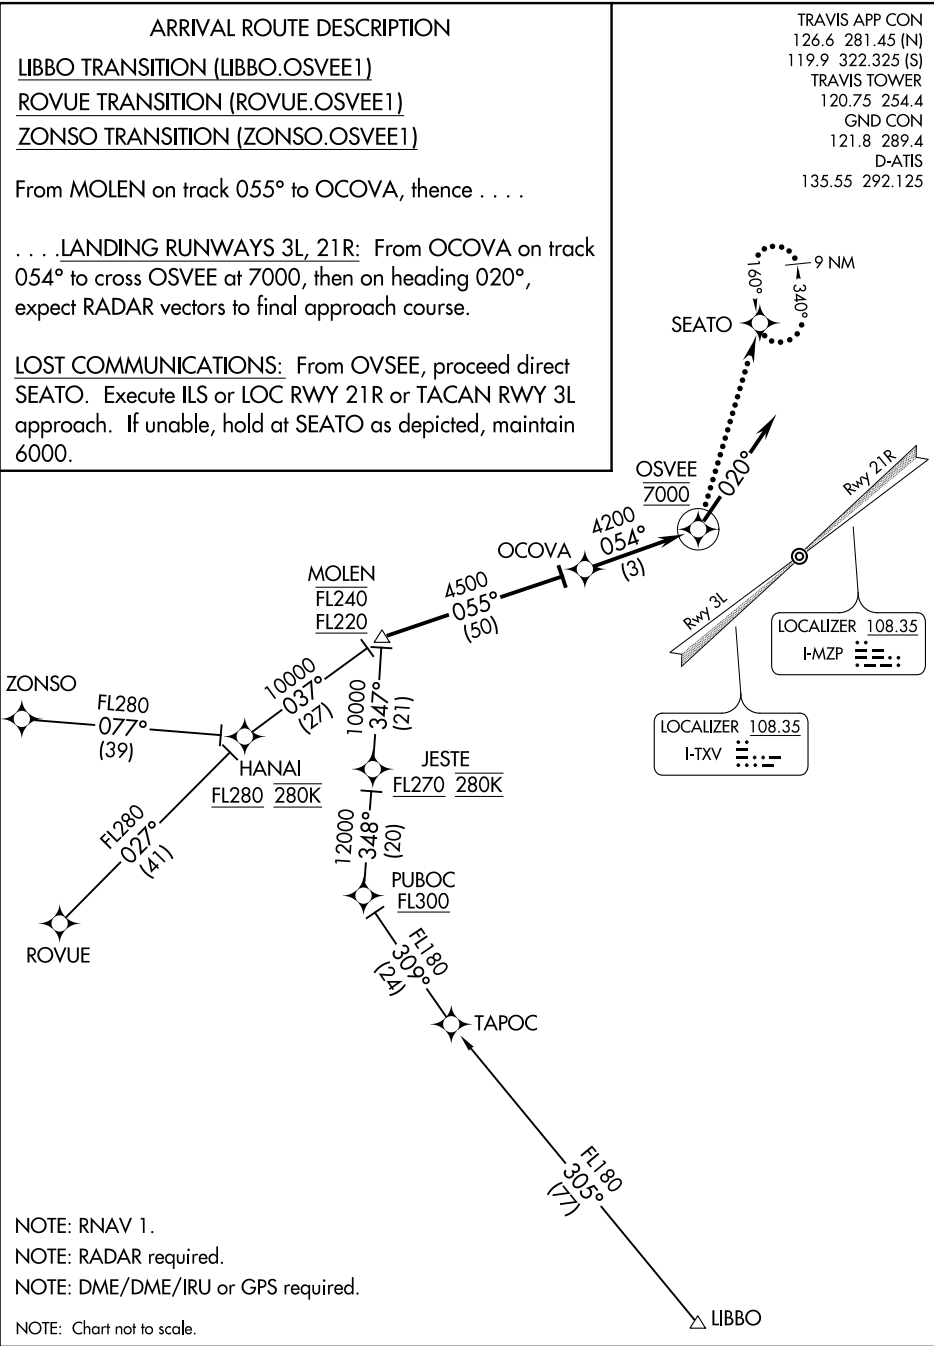 ARRIVAL ROUTE DESCRIPTION
LIBBO TRANSITION (LIBBO.OSVEE1)
ROVUE TRANSITION (ROVUE.OSVEE1)
ZONSO TRANSITION (ZONSO.OSVEE1)
From MOLEN on track 055° to OCOVA, thence . . . .
. . . . LANDING RUNWAYS 3L, 21R: From OCOVA on track
054° to cross OSVEE at 7000, then on heading 020°,
expect RADAR vectors to final approach course.
LOST COMMUNICATIONS: From OVSEE, proceed direct
SEATO. Execute ILS or LOC RWY 21R or TACAN RWY 3L
approach. If unable, hold at SEATO as depicted, maintain
6000.
TRAVIS APP CON
126.6 281.45 (N)
119.9 322.325 (S)
TRAVIS TOWER
120.75 254.4
GND CON
121.8 289.4
D-ATIS
135.55 292.125
160°
340°
9 NM
SEATO
OSVEE
7000
020°
4200
054°
(3)
OCOVA
Rwy 21R
Rwy 3L
LOCALIZER 108.35
I-MZP
LOCALIZER 108.35
I-TXV
MOLEN
FL240
FL220
4500
055°
(50)
ZONSO
FL280
077°
(39)
10000
037°
(27)
10000
347°
(21)
HANAI
FL280 280K
JESTE
FL270 280K
FL280
027°
(41)
12000
348°
(20)
ROVUE
PUBOC
FL300
FL180
309°
(24)
TAPOC
FL180
305°
(77)
LIBBO
NOTE: RNAV 1.
NOTE: RADAR required.
NOTE: DME/DME/IRU or GPS required.
NOTE: Chart not to scale.